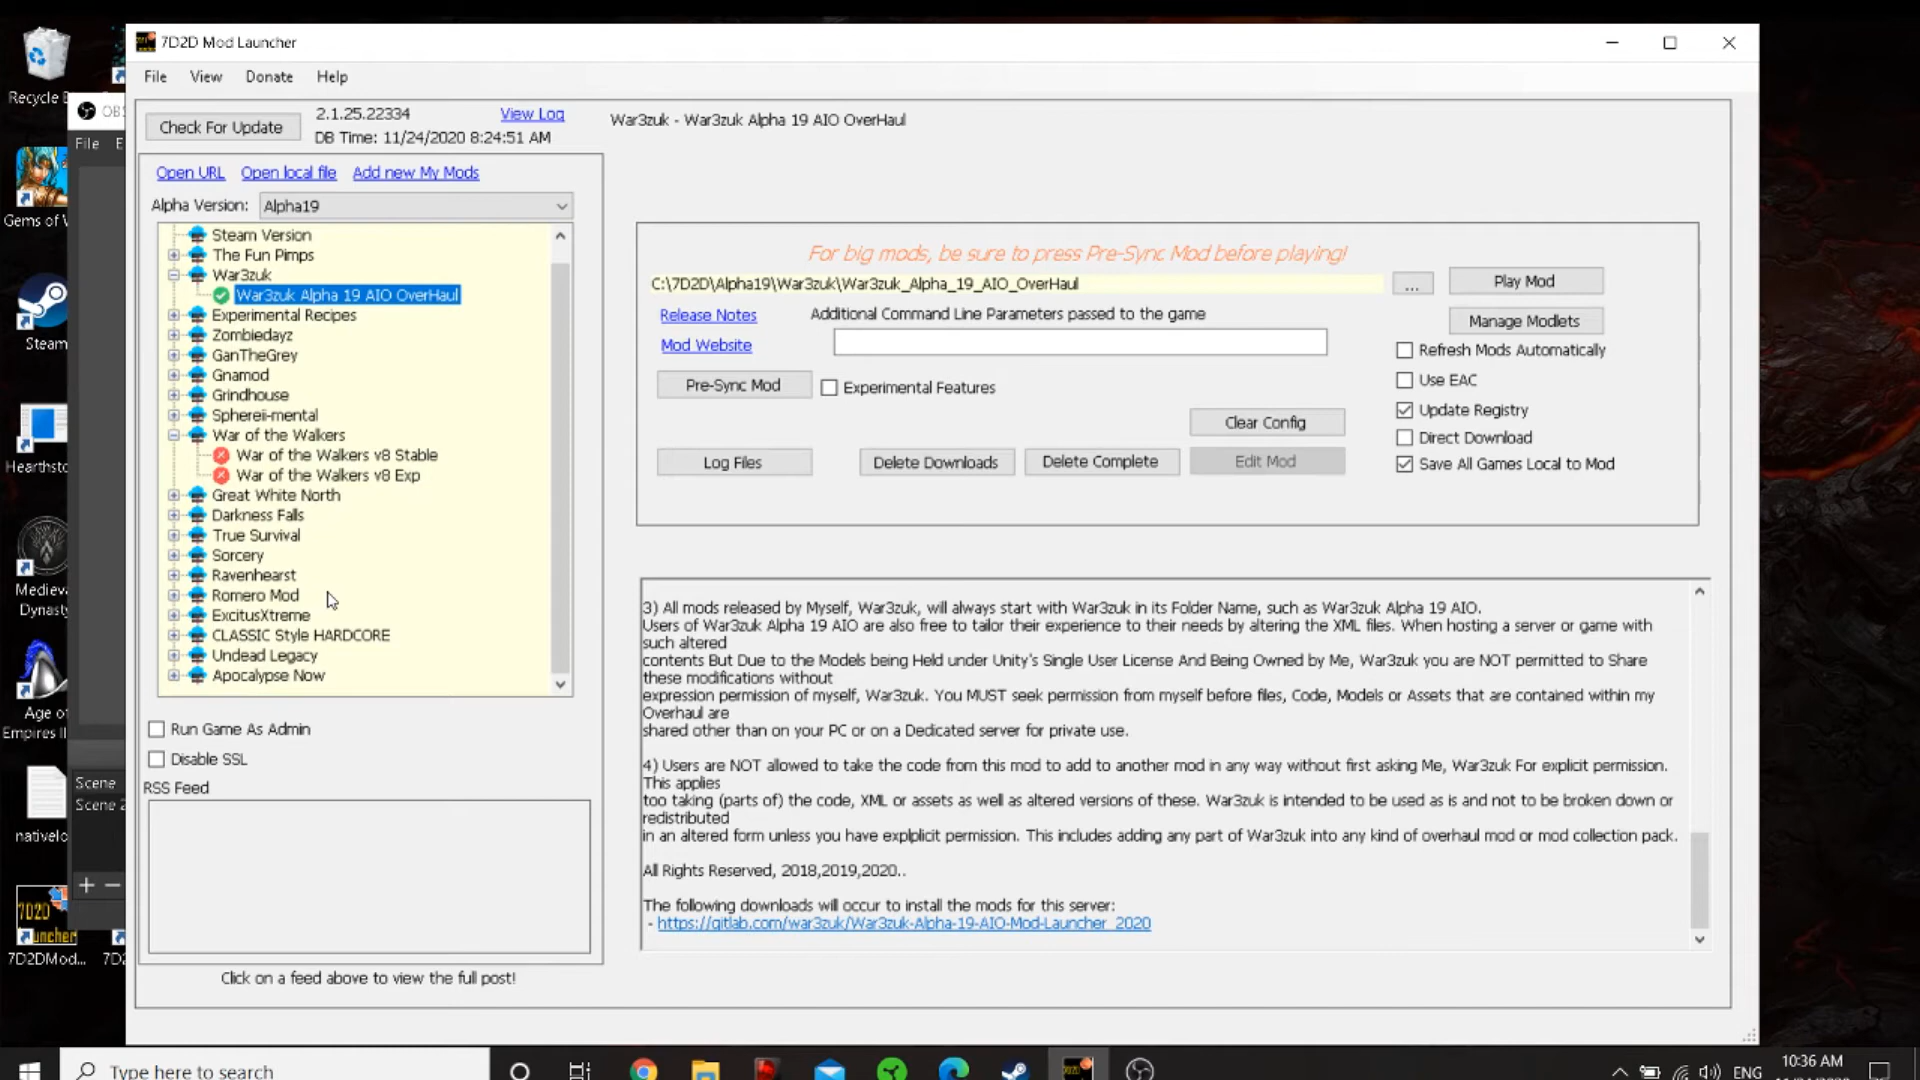 7D2D Mod Launcher
File View Donate Help
Check For Update
2.1.25.22334
View Log
DB Time: 11/24/2020 8:24:51 AM
War3zuk - War3zuk Alpha 19 AIO OverHaul
Open URL Open local file Add new My Mods
Alpha Version: Alpha19
Steam Version
The Fun Pimps
War3zuk
War3zuk Alpha 19 AIO OverHaul
Experimental Recipes
Zombiedayz
GanTheGrey
Gnamod
Grindhouse
Sphereii-mental
War of the Walkers
War of the Walkers v8 Stable
War of the Walkers v8 Exp
Great White North
Darkness Falls
True Survival
Sorcery
Ravenhearst
Romero Mod
ExcitusXtreme
CLASSIC Style HARDCORE
Undead Legacy
Apocalypse Now
Run Game As Admin
Disable SSL
RSS Feed
Click on a feed above to view the full post!
For big mods, be sure to press Pre-Sync Mod before playing!
C:\7D2D\Alpha19\War3zuk\War3zuk_Alpha_19_AIO_OverHaul
...
Play Mod
Release Notes
Additional Command Line Parameters passed to the game
Manage Modlets
Mod Website
Refresh Mods Automatically
Pre-Sync Mod
Experimental Features
Use EAC
Update Registry
Clear Config
Direct Download
Log Files
Delete Downloads
Delete Complete
Edit Mod
Save All Games Local to Mod
3) All mods released by Myself, War3zuk, will always start with War3zuk in its Folder Name, such as War3zuk Alpha 19 AIO.
Users of War3zuk Alpha 19 AIO are also free to tailor their experience to their needs by altering the XML files. When hosting a server or game with
such altered
contents But Due to the Models being Held under Unity's Single User License And Being Owned by Me, War3zuk you are NOT permitted to Share
these modifications without
expression permission of myself, War3zuk. You MUST seek permission from myself before files, Code, Models or Assets that are contained within my
Overhaul are
shared other than on your PC or on a Dedicated server for private use.
4) Users are NOT allowed to take the code from this mod to add to another mod in any way without first asking Me, War3zuk For explicit permission.
This applies
too taking (parts of) the code, XML or assets as well as altered versions of these. War3zuk is intended to be used as is and not to be broken down or
redistributed
in an altered form unless you have explplicit permission. This includes adding any part of War3zuk into any kind of overhaul mod or mod collection pack.
All Rights Reserved, 2018,2019,2020..
The following downloads will occur to install the mods for this server:
- https://gitlab.com/war3zuk/War3zuk-Alpha-19-AIO-Mod-Launcher_2020
Recycle
OBS
File E
Gems of
Steam
Hearthsto
Medieva
Dynasty
Age of
Empires II
Scene
Scene 2
nativelo
7D2DMod...
Type here to search
ENG
10:36 AM